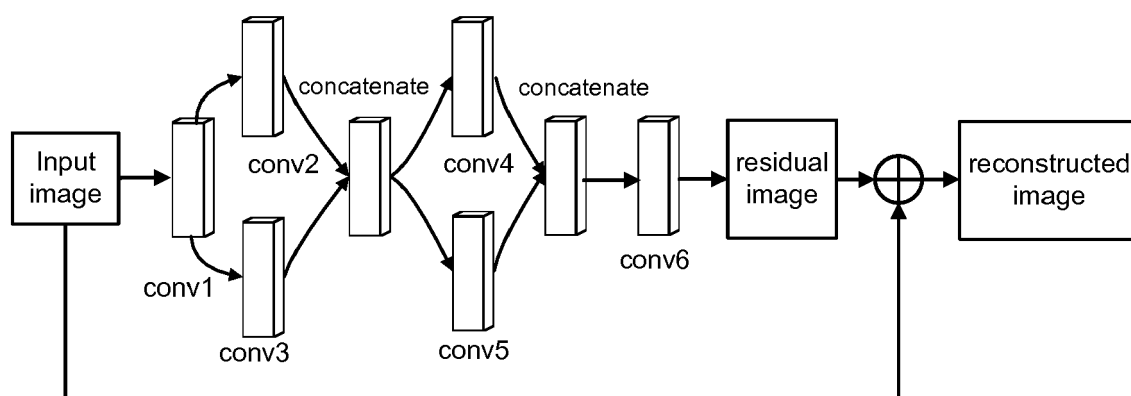 Input
image
conv1
conv2
conv3
concatenate
conv4
conv5
concatenate
conv6
residual
image
reconstructed
image